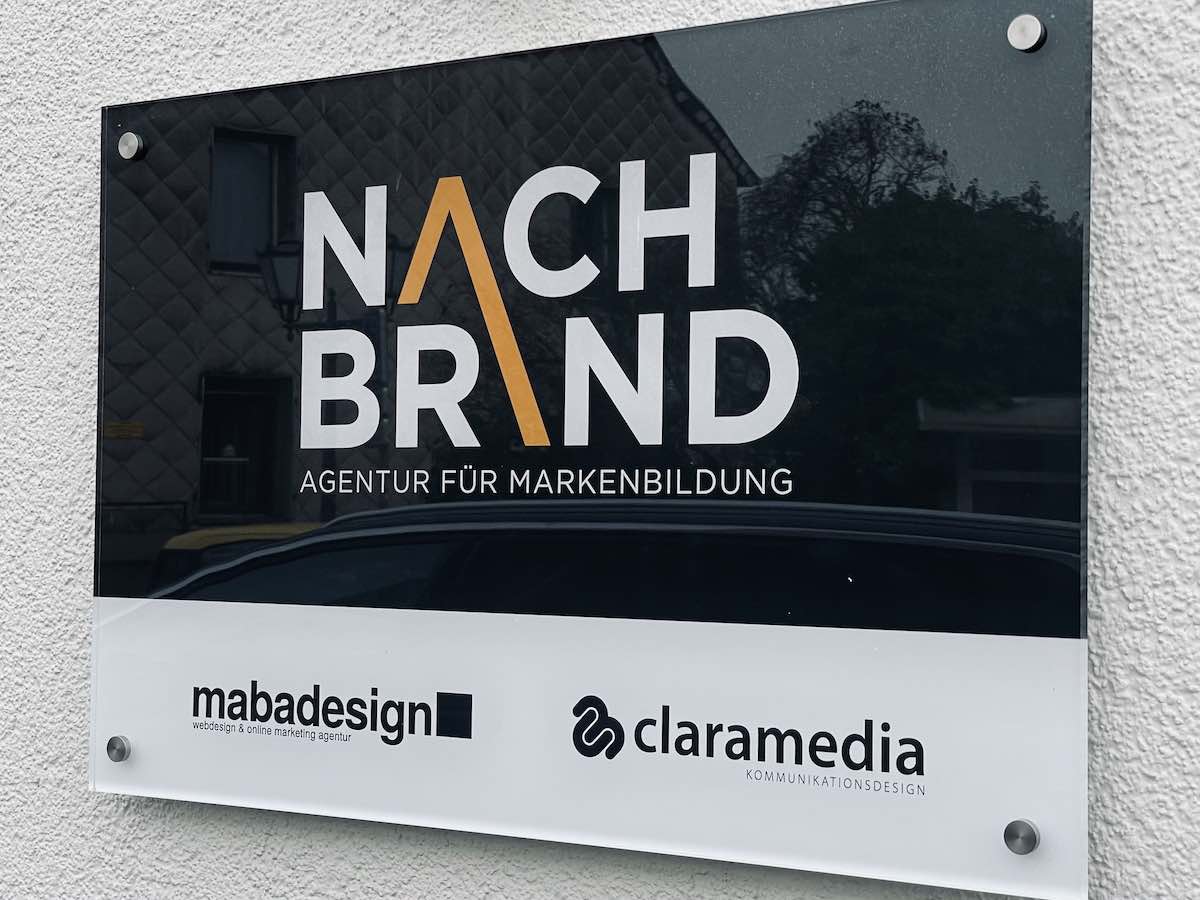 NACH
BRAND
AGENTUR FÜR MARKENBILDUNG
mabadesign
webdesign & online marketing agentur
claramedia
KOMMUNIKATIONSDESIGN